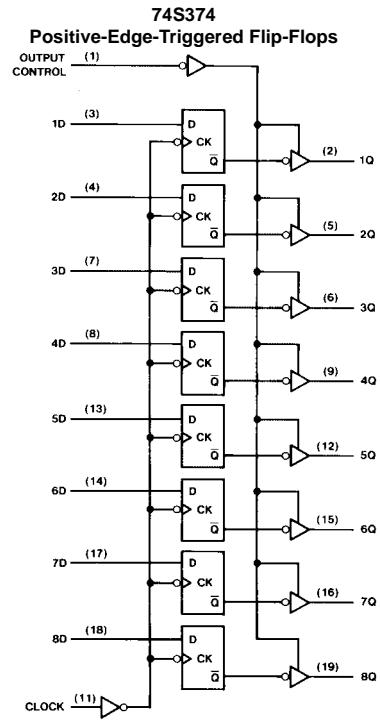 74S374
Positive-Edge-Triggered Flip-Flops
OUTPUT CONTROL (1)
1D (3) D CK Q̅ (2) 1Q
2D (4) D CK Q̅ (5) 2Q
3D (7) D CK Q̅ (6) 3Q
4D (8) D CK Q̅ (9) 4Q
5D (13) D CK Q̅ (12) 5Q
6D (14) D CK Q̅ (15) 6Q
7D (17) D CK Q̅ (16) 7Q
8D (18) D CK Q̅ (19) 8Q
CLOCK (11)